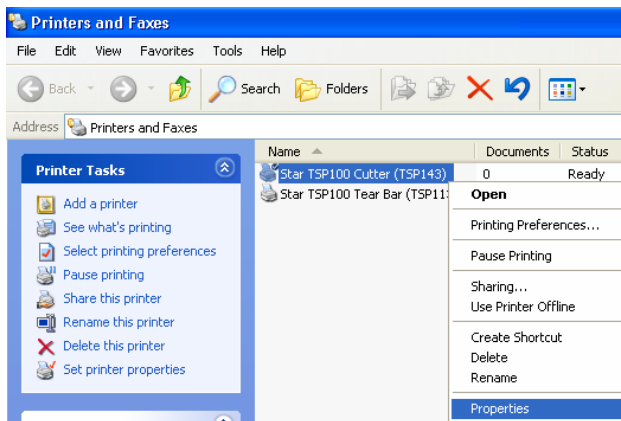 Printers and Faxes
File Edit View Favorites Tools Help
Back Search Folders
Address Printers and Faxes
Name Documents Status
Printer Tasks
Star TSP100 Cutter (TSP143) 0 Ready
Star TSP100 Tear Bar (TSP11
Add a printer
See what's printing
Select printing preferences
Pause printing
Share this printer
Rename this printer
Delete this printer
Set printer properties
Open
Printing Preferences...
Pause Printing
Sharing...
Use Printer Offline
Create Shortcut
Delete
Rename
Properties